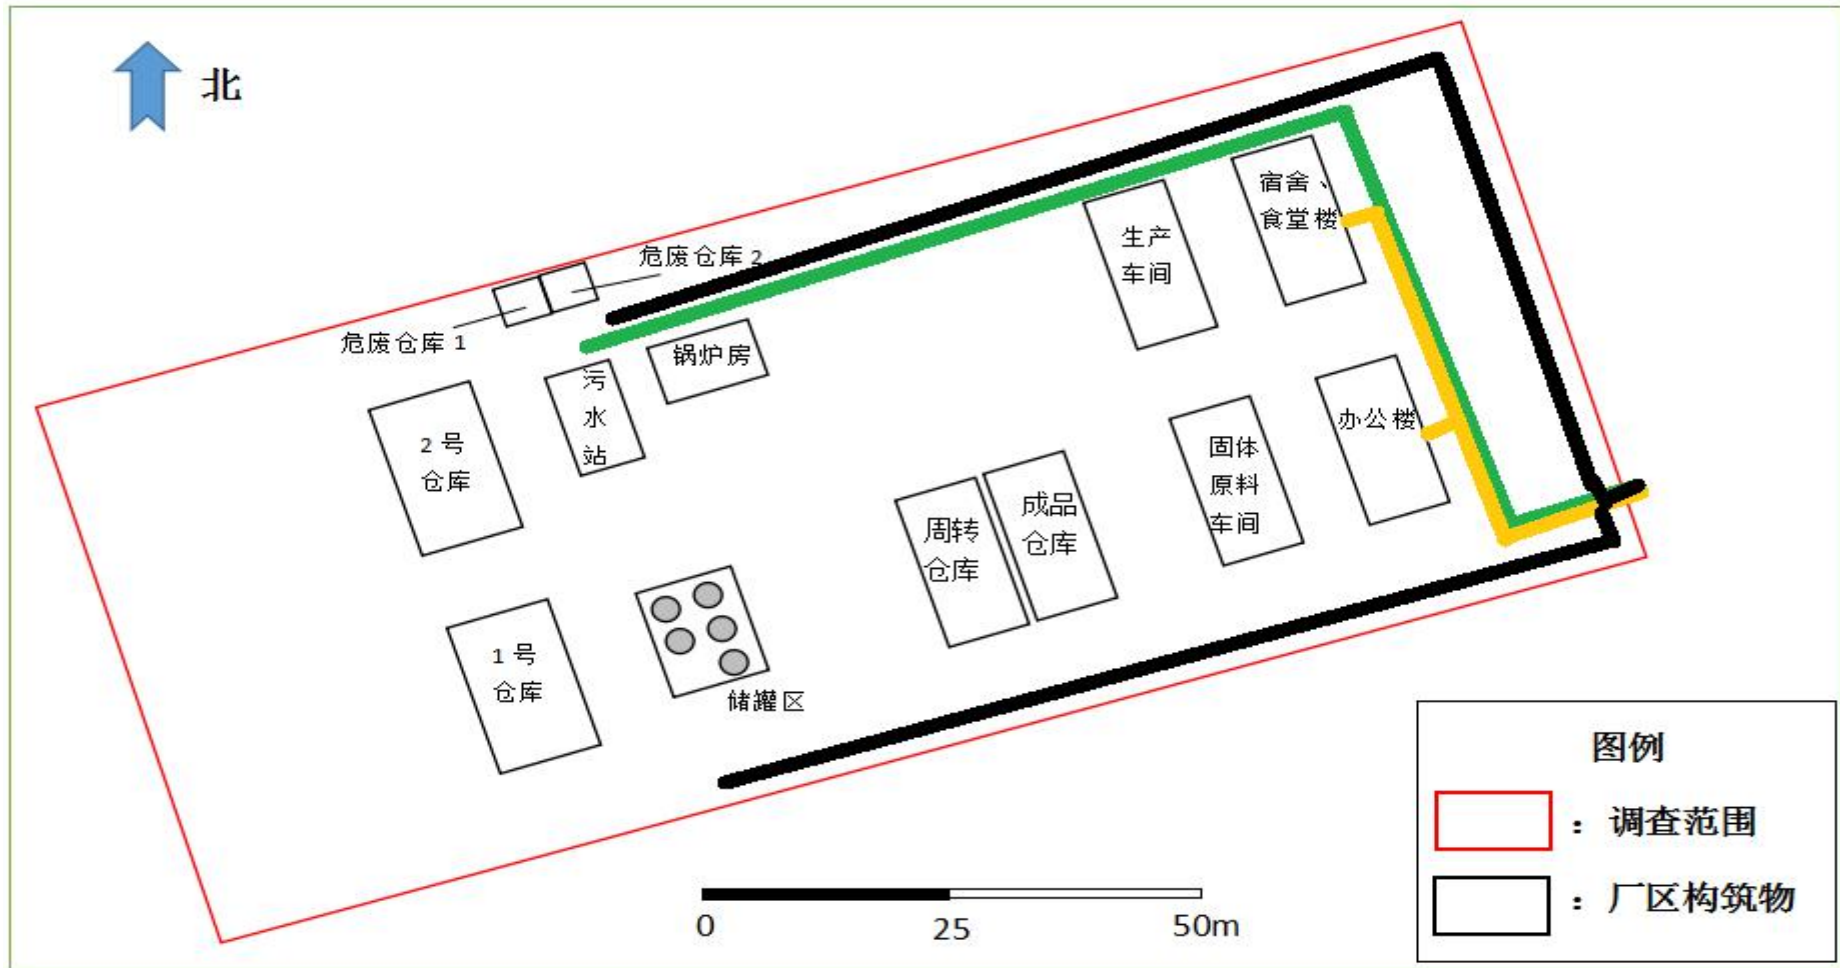 北
宿舍、
食堂楼
生产
车间
危废仓库 2
危废仓库 1
锅炉房
污
水
站
2 号
仓库
办公楼
固体
原料
车间
成品
仓库
周转
仓库
1 号
仓库
储罐区
图例
：调查范围
：厂区构筑物
0
25
50m